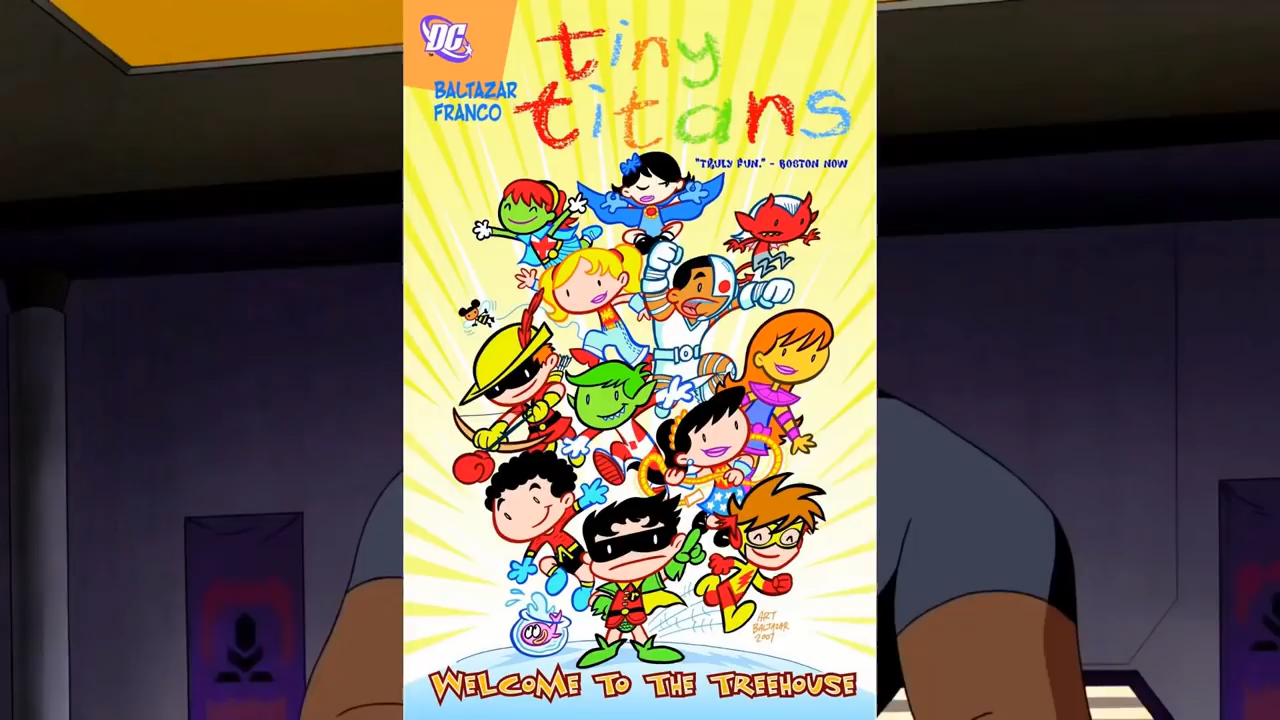 DC
tiny
titans
BALTAZAR
FRANCO
"TRULY FUN." - BOSTON NOW
ART
BALTAZAR
2007
WELCOME TO THE TREEHOUSE